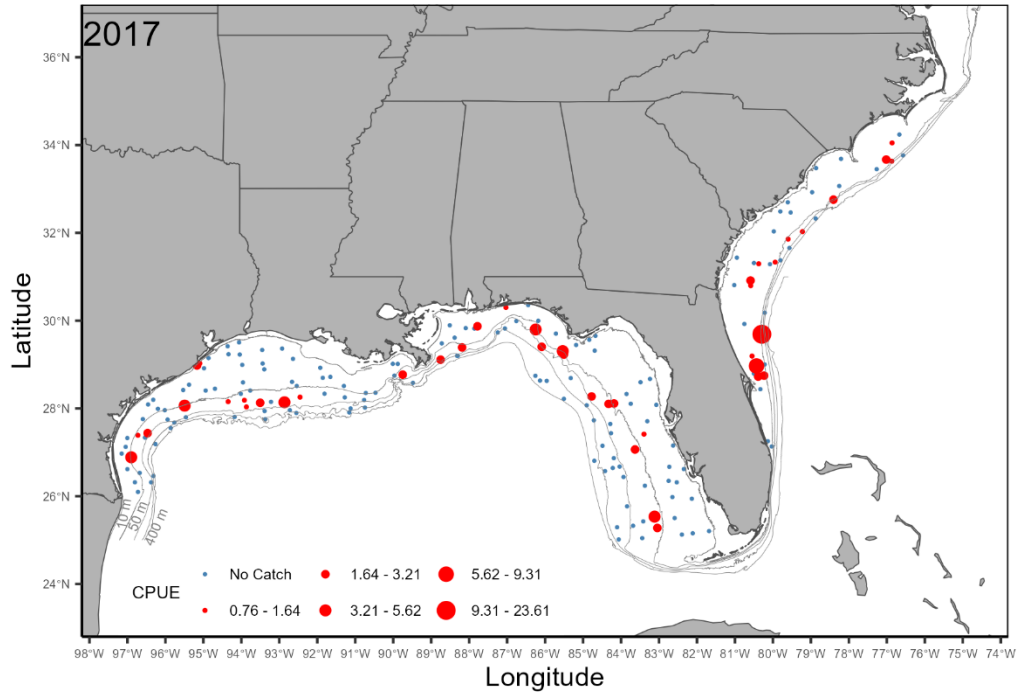 2017
36°N
34°N
32°N
30°N
28°N
26°N
24°N
Latitude
10 m
50 m
400 m
CPUE
No Catch
1.64 - 3.21
5.62 - 9.31
0.76 - 1.64
3.21 - 5.62
9.31 - 23.61
98°W 97°W 96°W 95°W 94°W 93°W 92°W 91°W 90°W 89°W 88°W 87°W 86°W 85°W 84°W 83°W 82°W 81°W 80°W 79°W 78°W 77°W 76°W 75°W 74°W
Longitude